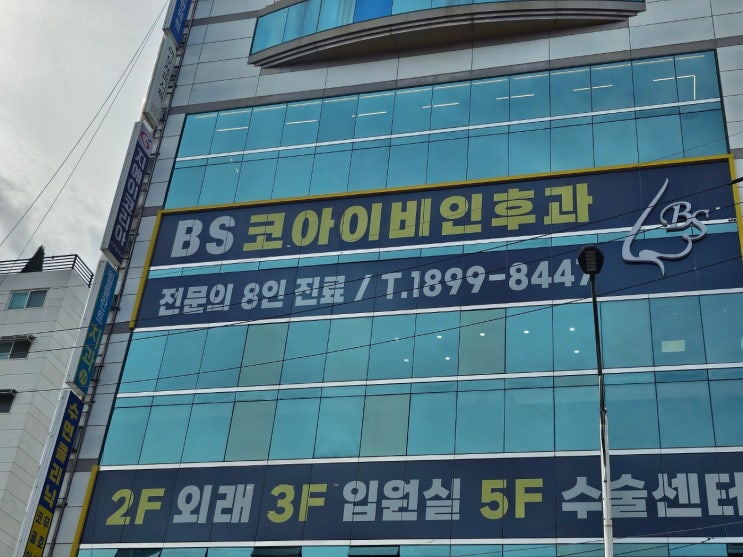 BS 코아이비인후과
BS
전문의 8인 진료 / T.1899-8447
2F 외래 3F 입원실 5F 수술센터